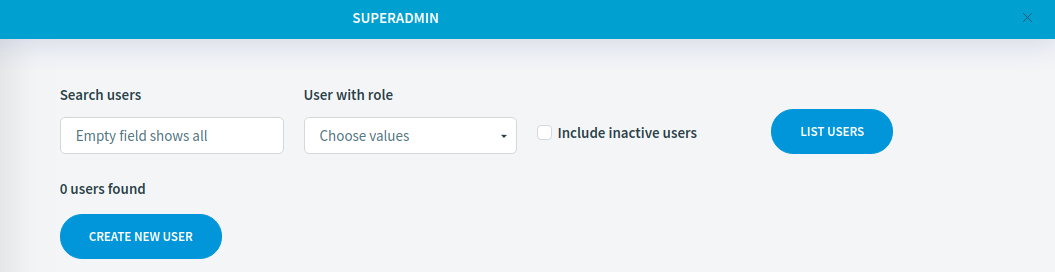 SUPERADMIN
Search users
User with role
Empty field shows all
Choose values
Include inactive users
LIST USERS
0 users found
CREATE NEW USER